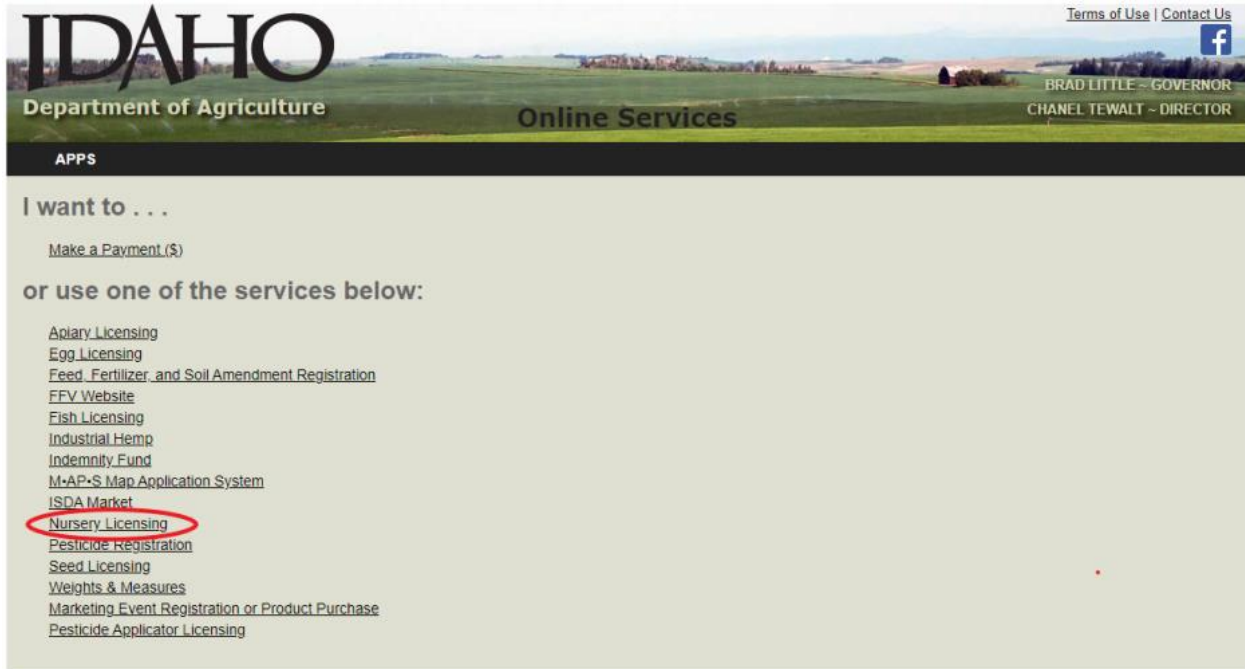 IDAHO
Terms of Use | Contact Us
f
BRAD LITTLE ~ GOVERNOR
Department of Agriculture
Online Services
CHANEL TEWALT ~ DIRECTOR
APPS
I want to . . .
Make a Payment ($)
or use one of the services below:
Apiary Licensing
Egg Licensing
Feed, Fertilizer, and Soil Amendment Registration
FFV Website
Fish Licensing
Industrial Hemp
Indemnity Fund
M•AP•S Map Application System
ISDA Market
Nursery Licensing
Pesticide Registration
Seed Licensing
Weights & Measures
Marketing Event Registration or Product Purchase
Pesticide Applicator Licensing